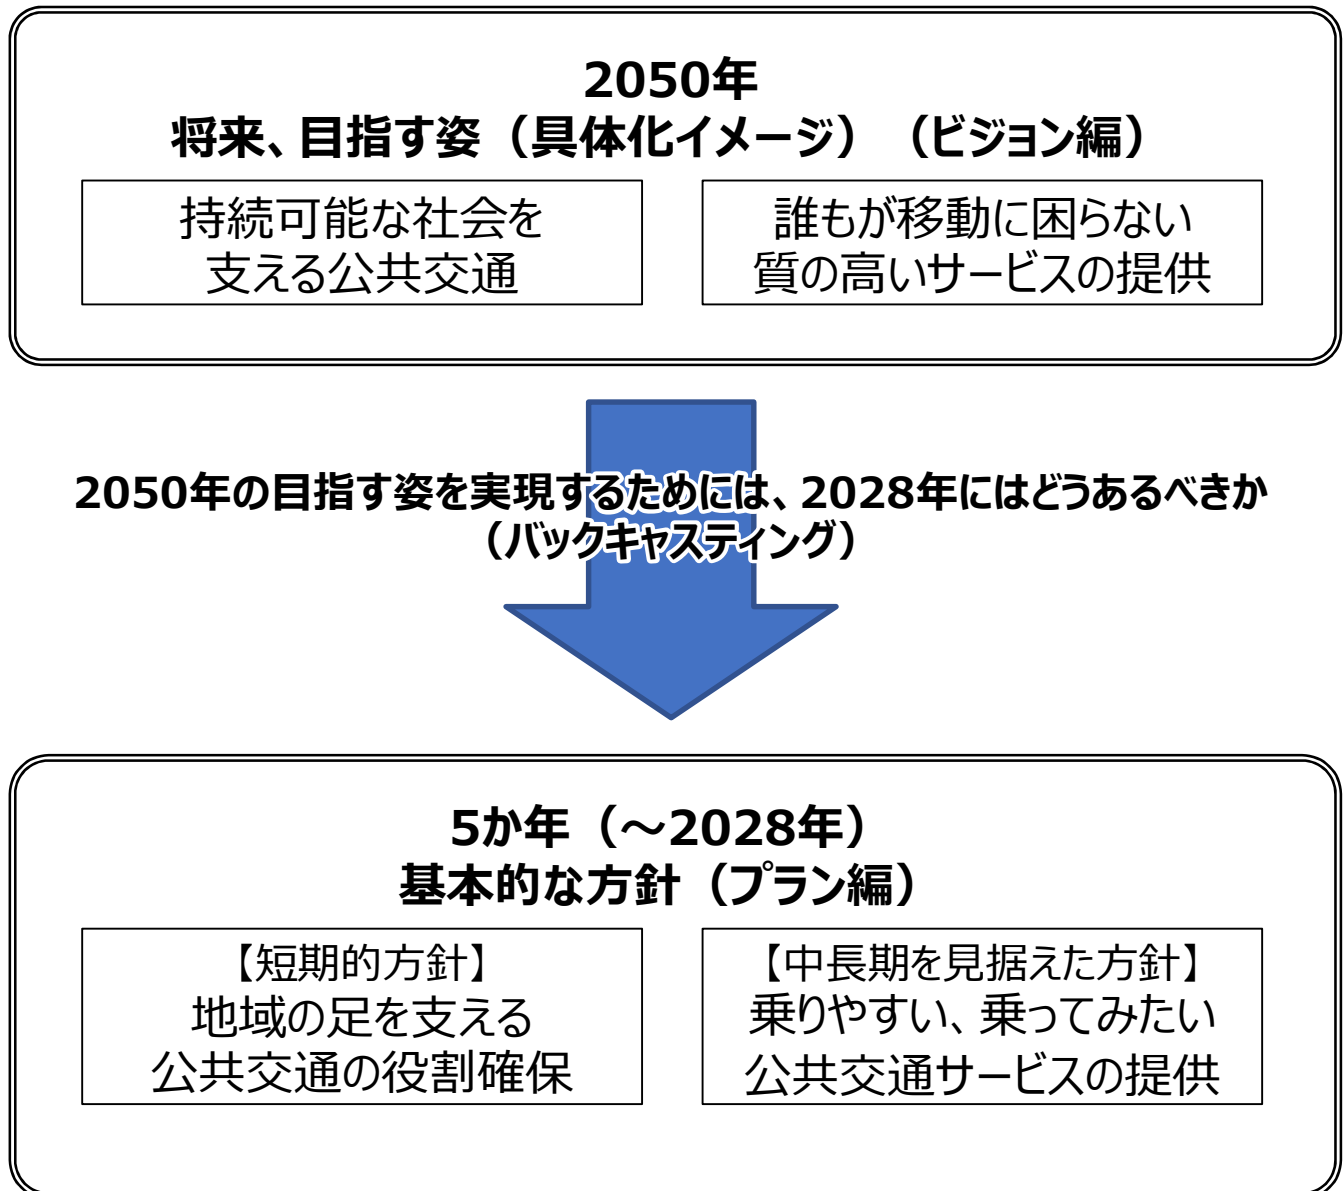 2050年
将来、目指す姿（具体化イメージ）（ビジョン編）
持続可能な社会を
支える公共交通
誰もが移動に困らない
質の高いサービスの提供
2050年の目指す姿を実現するためには、2028年にはどうあるべきか
（バックキャスティング）
5か年（～2028年）
基本的な方針（プラン編）
【短期的方針】
地域の足を支える
公共交通の役割確保
【中長期を見据えた方針】
乗りやすい、乗ってみたい
公共交通サービスの提供